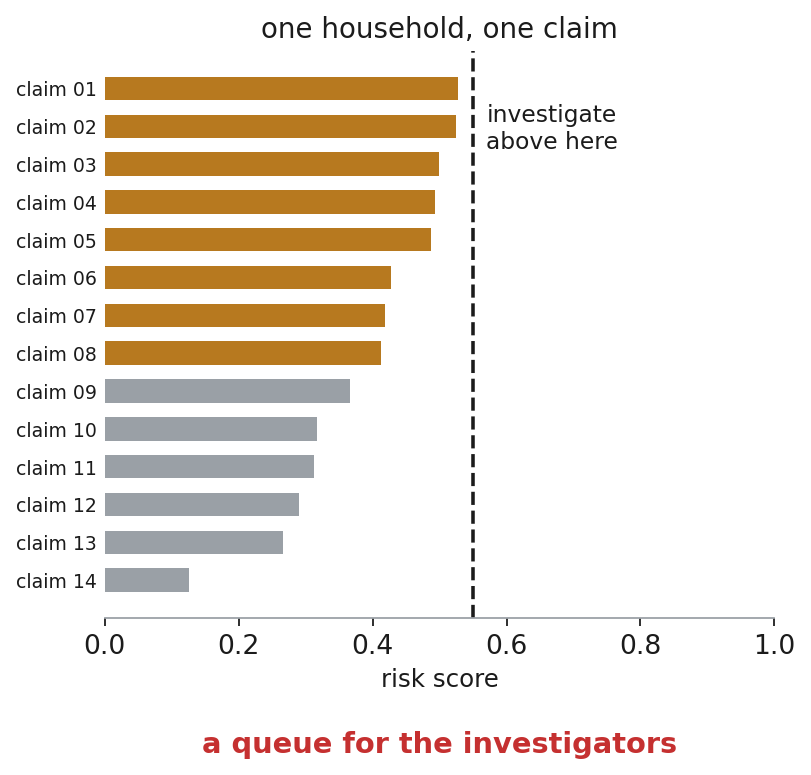 one household, one claim
claim 01
claim 02
claim 03
claim 04
claim 05
claim 06
claim 07
claim 08
claim 09
claim 10
claim 11
claim 12
claim 13
claim 14
investigate
above here
0.0 0.2 0.4 0.6 0.8 1.0
risk score
a queue for the investigators